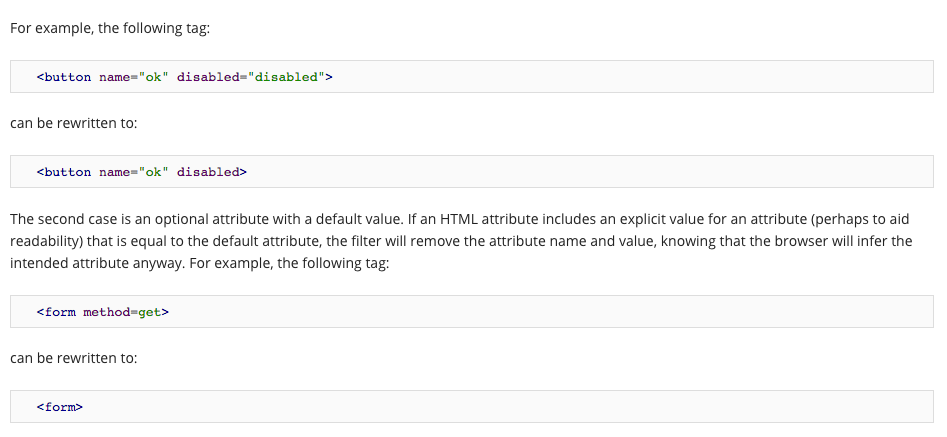 For example, the following tag:
<button name="ok" disabled="disabled">
can be rewritten to:
<button name="ok" disabled>
The second case is an optional attribute with a default value. If an HTML attribute includes an explicit value for an attribute (perhaps to aid
readability) that is equal to the default attribute, the filter will remove the attribute name and value, knowing that the browser will infer the
intended attribute anyway. For example, the following tag:
<form method=get>
can be rewritten to:
<form>